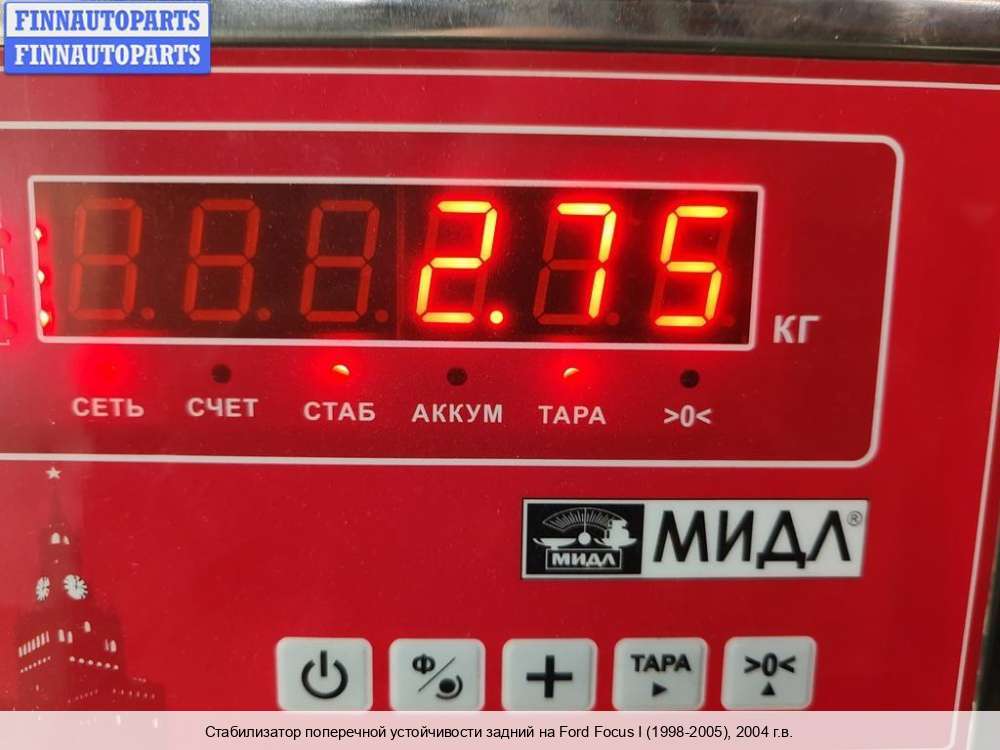 FINNAUTOPARTS
FINNAUTOPARTS
2.75
КГ
СЕТЬ СЧЕТ СТАБ АККУМ ТАРА >0<
МИДЛ МИДЛ®
Ф ТАРА >0<
Стабилизатор поперечной устойчивости задний на Ford Focus I (1998-2005), 2004 г.в.